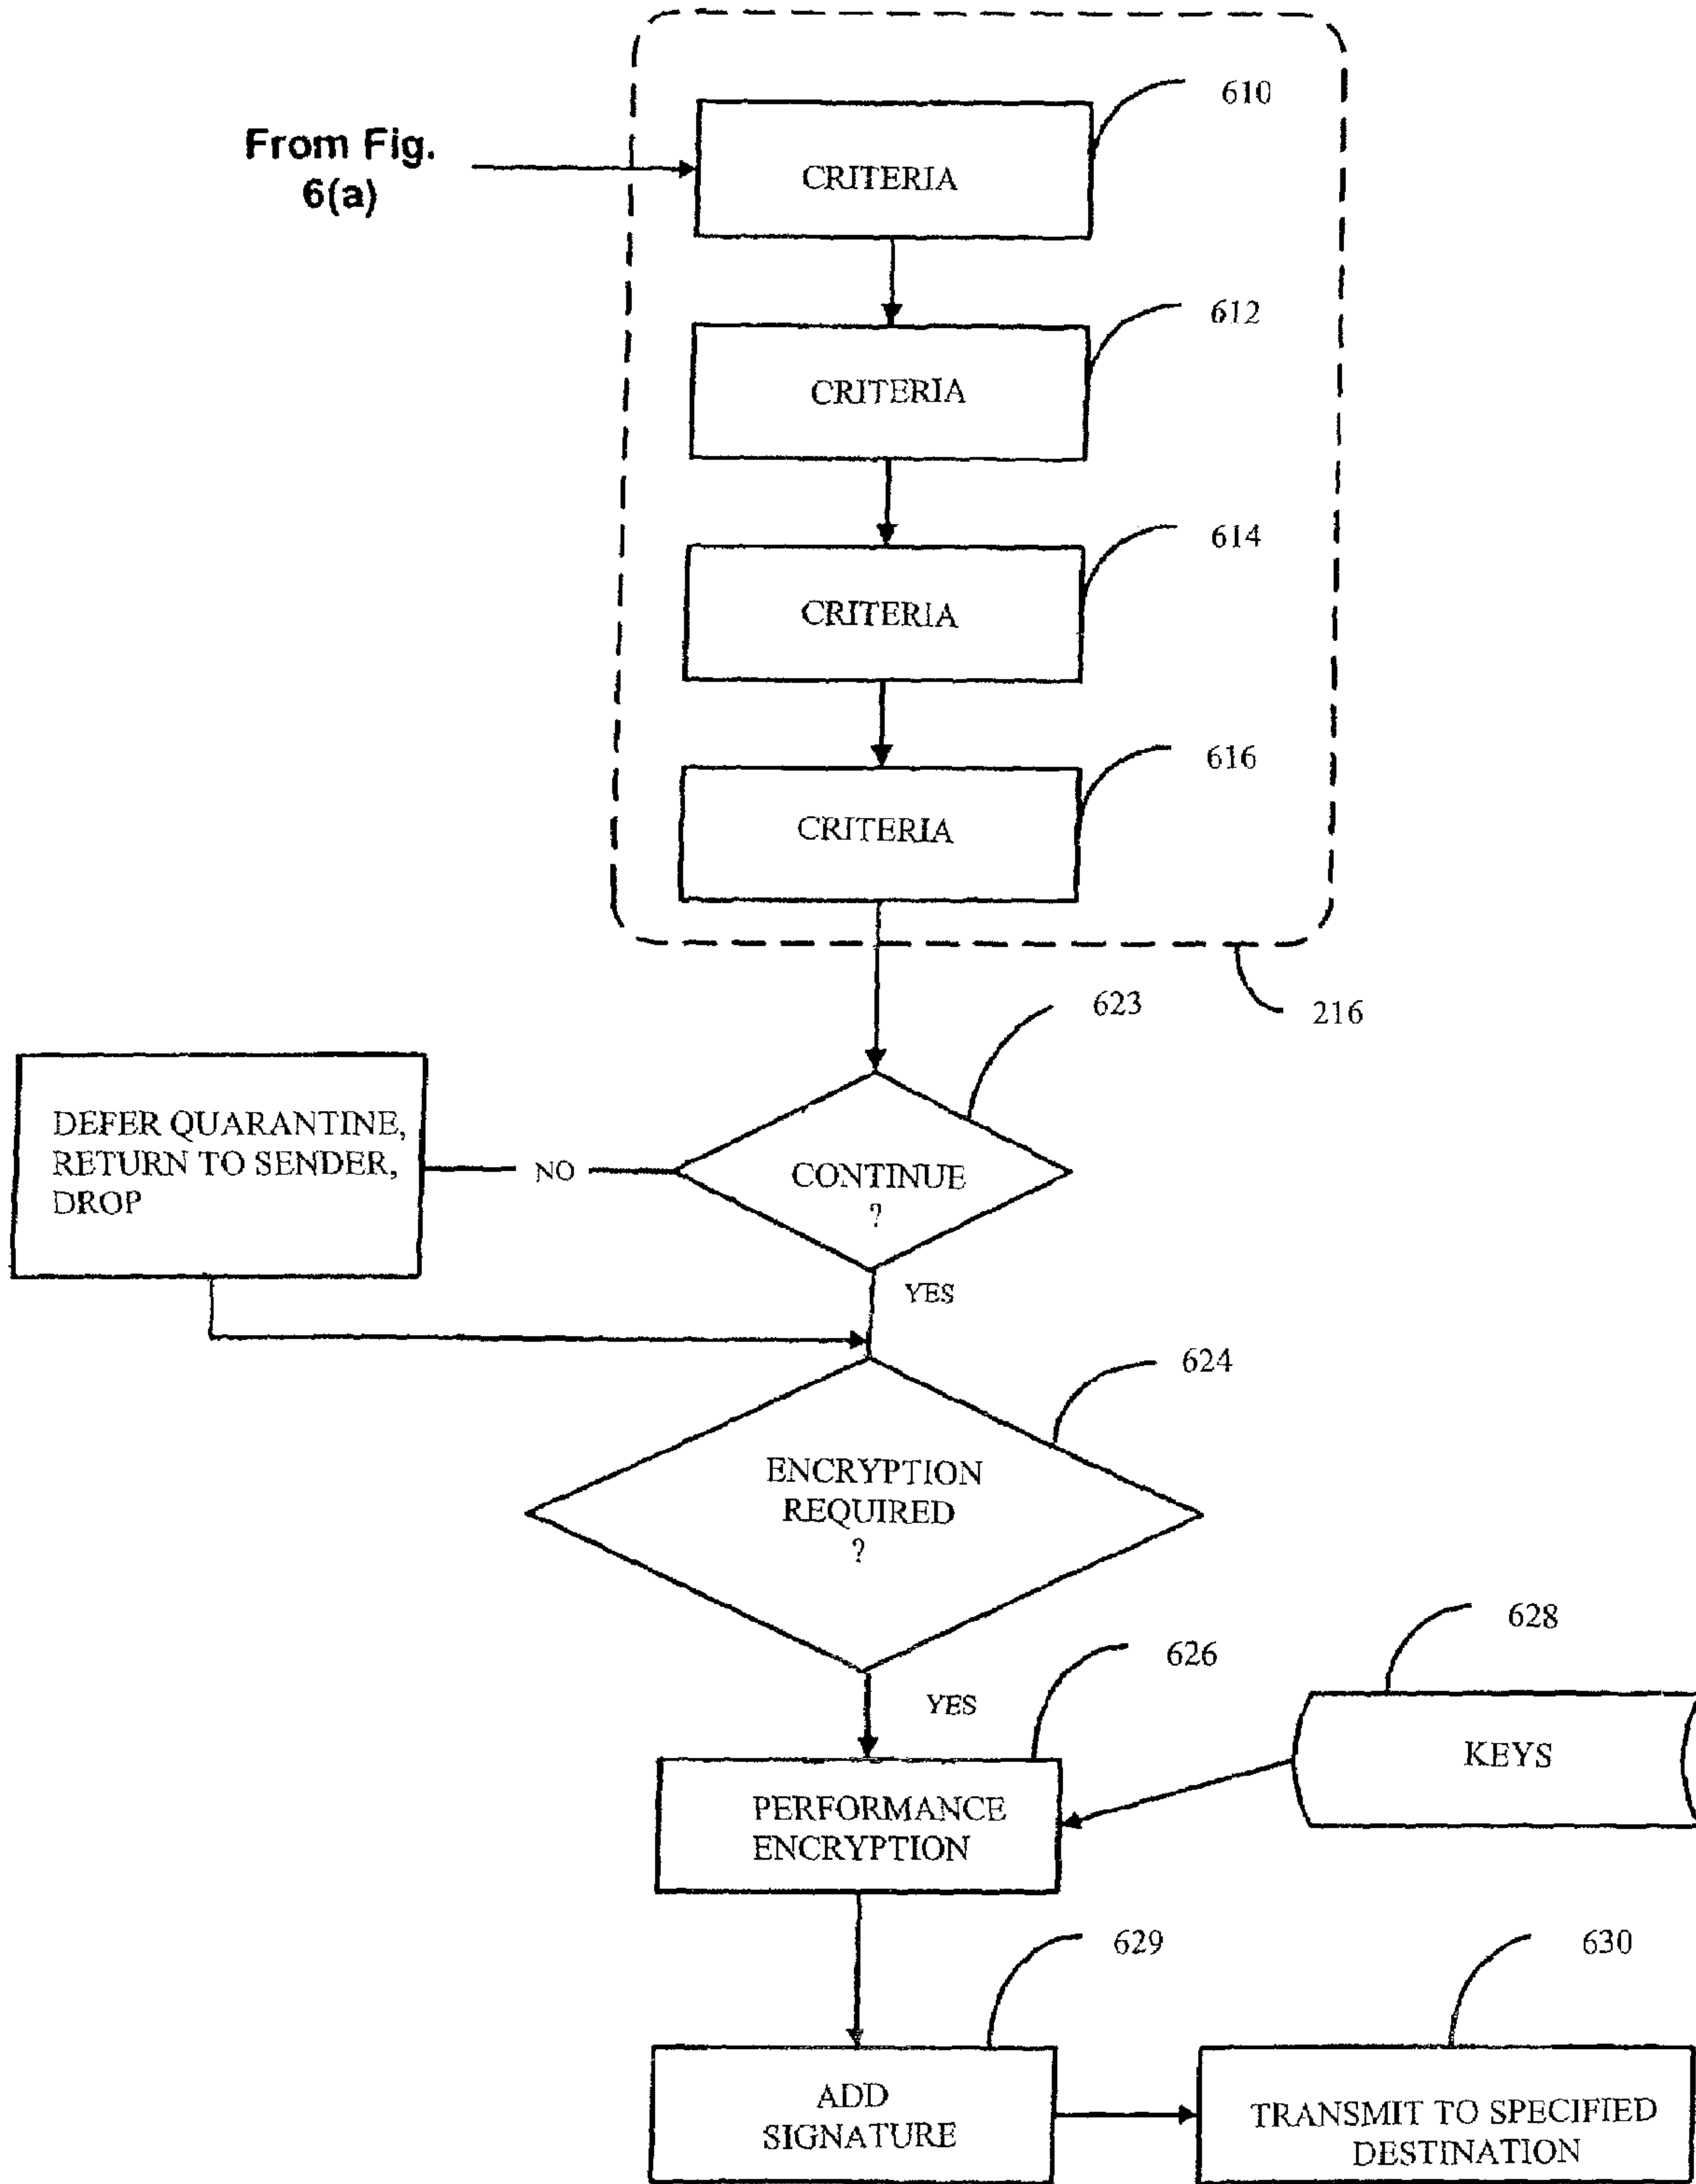 610
From Fig.
6(a)
CRITERIA
612
CRITERIA
614
CRITERIA
616
CRITERIA
216
623
DEFER QUARANTINE,
RETURN TO SENDER,
DROP
NO
CONTINUE
?
YES
624
ENCRYPTION
REQUIRED
?
628
626
YES
KEYS
PERFORMANCE
ENCRYPTION
629
630
ADD
SIGNATURE
TRANSMIT TO SPECIFIED
DESTINATION